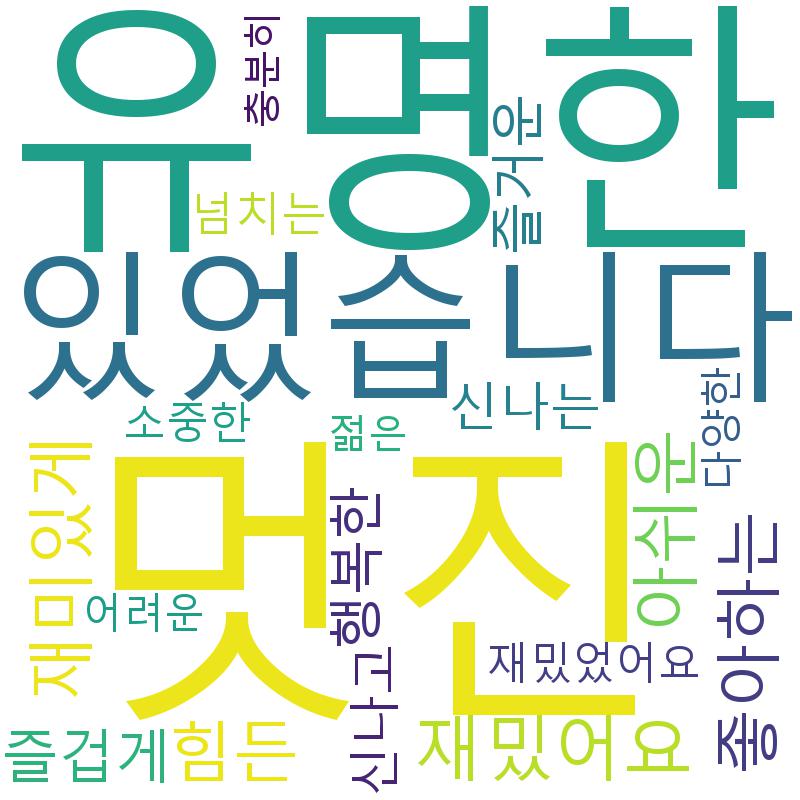 유명한
충분히
즐거운
넘치는
있었습니다
소중한
젊은
신나는
다양한
재미있게
멋진
행복한
아쉬운
좋아하는
어려운
신나고
재밌었어요
즐겁게
힘든
재밌어요